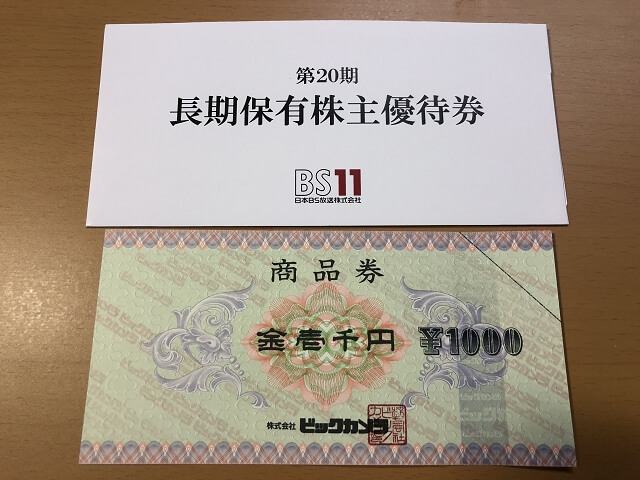 第20期
長期保有株主優待券
BS11
日本BS放送株式会社
商品券
金壱千円 ¥1000
株式会社 ビックカメラ